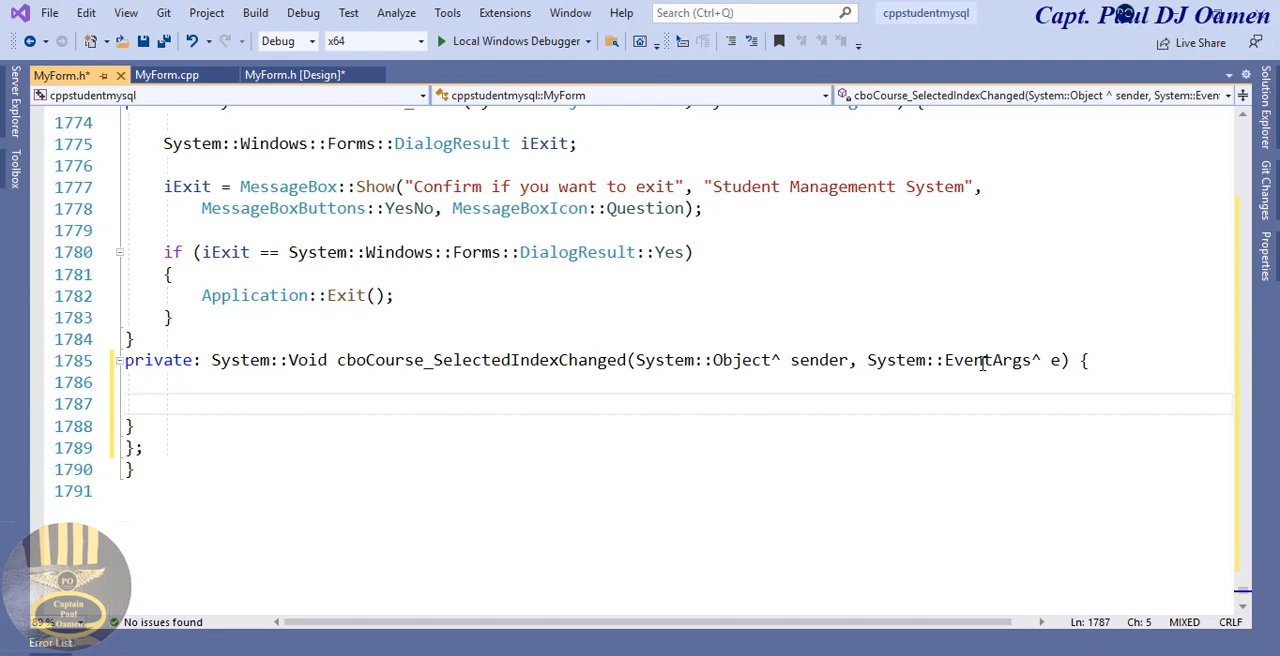 File Edit View Git Project Build Debug Test Analyze Tools Extensions Window Help Search (Ctrl+Q) cppstudentmysql
Capt. Paul DJ Oamen
Debug x64 Local Windows Debugger Live Share
MyForm.h* MyForm.cpp MyForm.h [Design]*
cppstudentmysql cppstudentmysql::MyForm cboCourse_SelectedIndexChanged(System::Object ^ sender, System::Event
Server Explorer
Toolbox
Solution Explorer
Git Changes
Properties
1774
1775 System::Windows::Forms::DialogResult iExit;
1776
1777 iExit = MessageBox::Show("Confirm if you want to exit", "Student Managementt System",
1778 MessageBoxButtons::YesNo, MessageBoxIcon::Question);
1779
1780 if (iExit == System::Windows::Forms::DialogResult::Yes)
1781 {
1782 Application::Exit();
1783 }
1784 }
1785 private: System::Void cboCourse_SelectedIndexChanged(System::Object^ sender, System::EventArgs^ e) {
1786
1787
1788 }
1789 };
1790 }
1791
PO
Captain
Paul
Oamen
89 % No issues found Ln: 1787 Ch: 5 MIXED CRLF
Error List